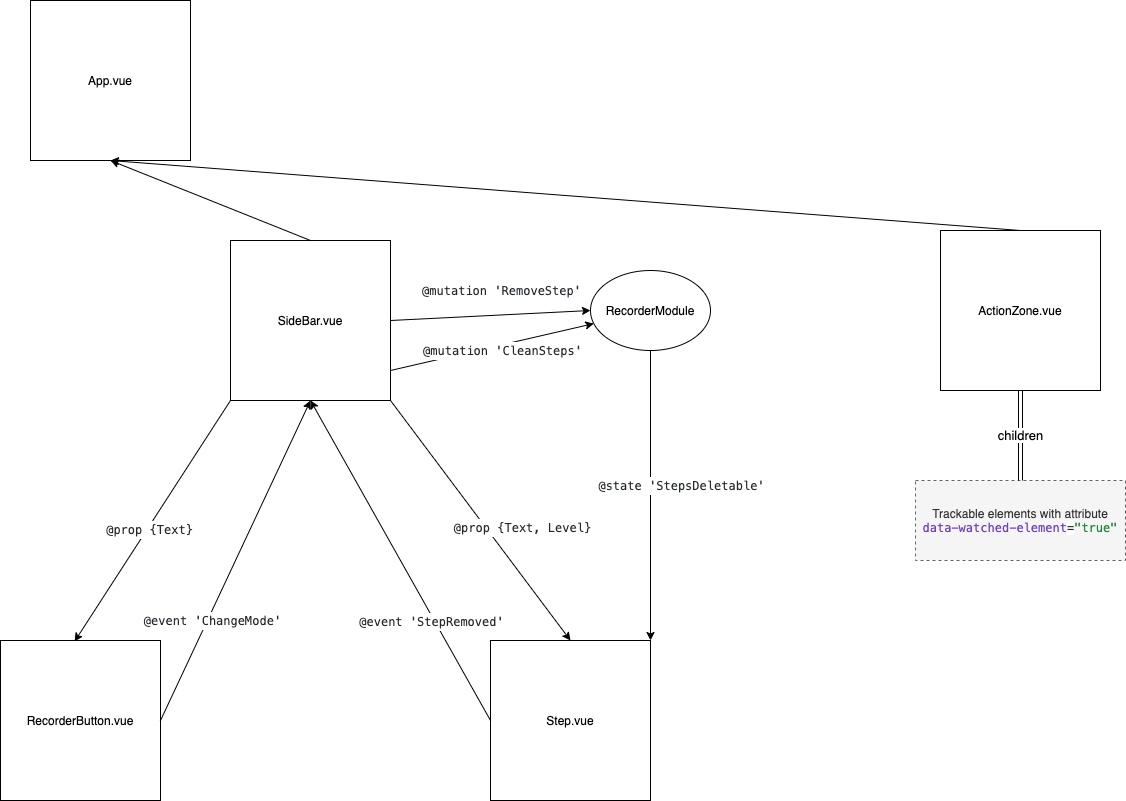 App.vue
SideBar.vue
@mutation 'RemoveStep'
RecorderModule
ActionZone.vue
@mutation 'CleanSteps'
children
@state 'StepsDeletable'
Trackable elements with attribute
data-watched-element="true"
@prop {Text}
@prop {Text, Level}
@event 'ChangeMode'
@event 'StepRemoved'
RecorderButton.vue
Step.vue